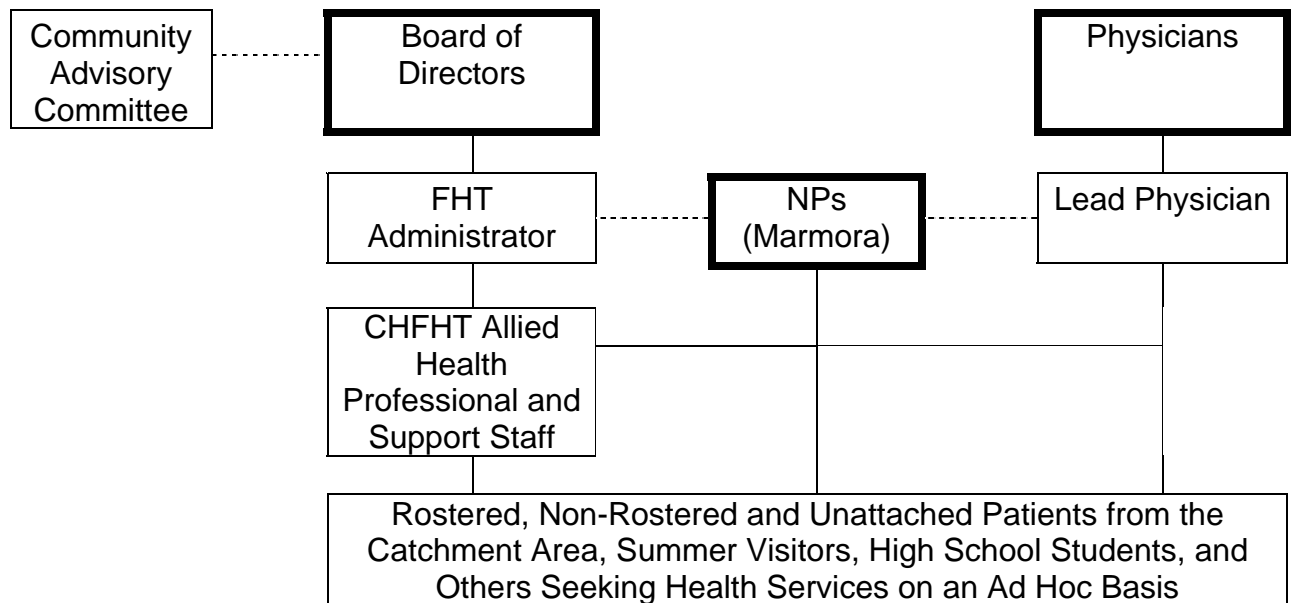 Community
Advisory
Committee
Board of
Directors
Physicians
FHT
Administrator
NPs
(Marmora)
Lead Physician
CHFHT Allied
Health
Professional and
Support Staff
Rostered, Non-Rostered and Unattached Patients from the
Catchment Area, Summer Visitors, High School Students, and
Others Seeking Health Services on an Ad Hoc Basis